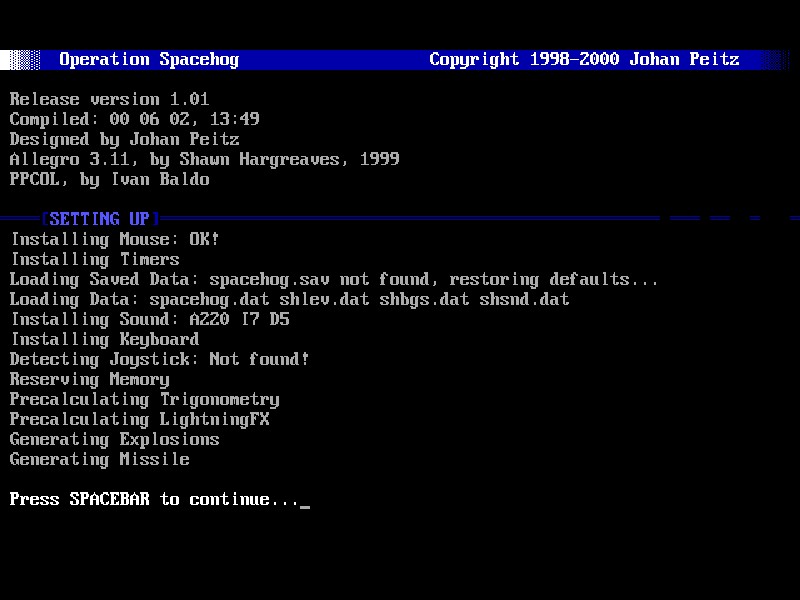 Operation Spacehog Copyright 1998-2000 Johan Peitz
Release version 1.01
Compiled: 00 06 02, 13:49
Designed by Johan Peitz
Allegro 3.11, by Shawn Hargreaves, 1999
PPCOL, by Ivan Baldo
[SETTING UP]
Installing Mouse: OK!
Installing Timers
Loading Saved Data: spacehog.sav not found, restoring defaults...
Loading Data: spacehog.dat shlev.dat shbgs.dat shsnd.dat
Installing Sound: A220 I7 D5
Installing Keyboard
Detecting Joystick: Not found!
Reserving Memory
Precalculating Trigonometry
Precalculating LightningFX
Generating Explosions
Generating Missile
Press SPACEBAR to continue..._